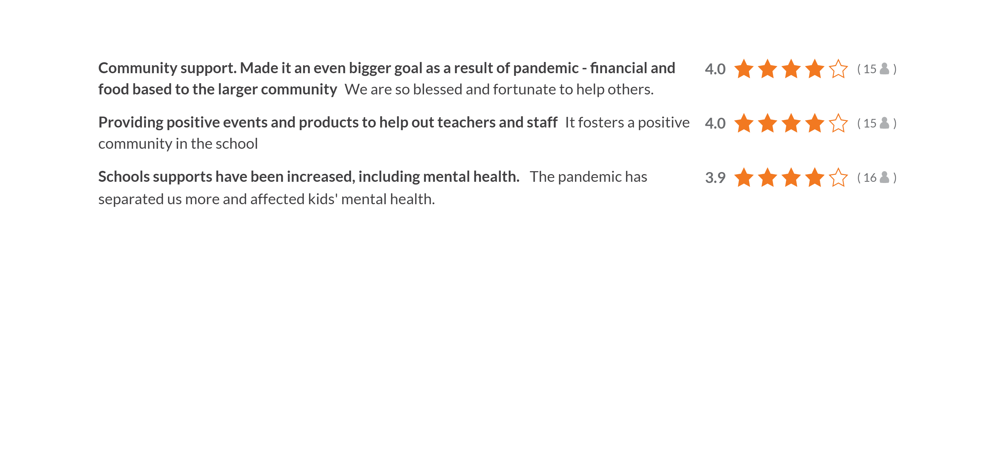 Community support. Made it an even bigger goal as a result of pandemic - financial and 4.0 ( 15 )
food based to the larger community We are so blessed and fortunate to help others.
Providing positive events and products to help out teachers and staff It fosters a positive 4.0 ( 15 )
community in the school
Schools supports have been increased, including mental health. The pandemic has 3.9 ( 16 )
separated us more and affected kids' mental health.